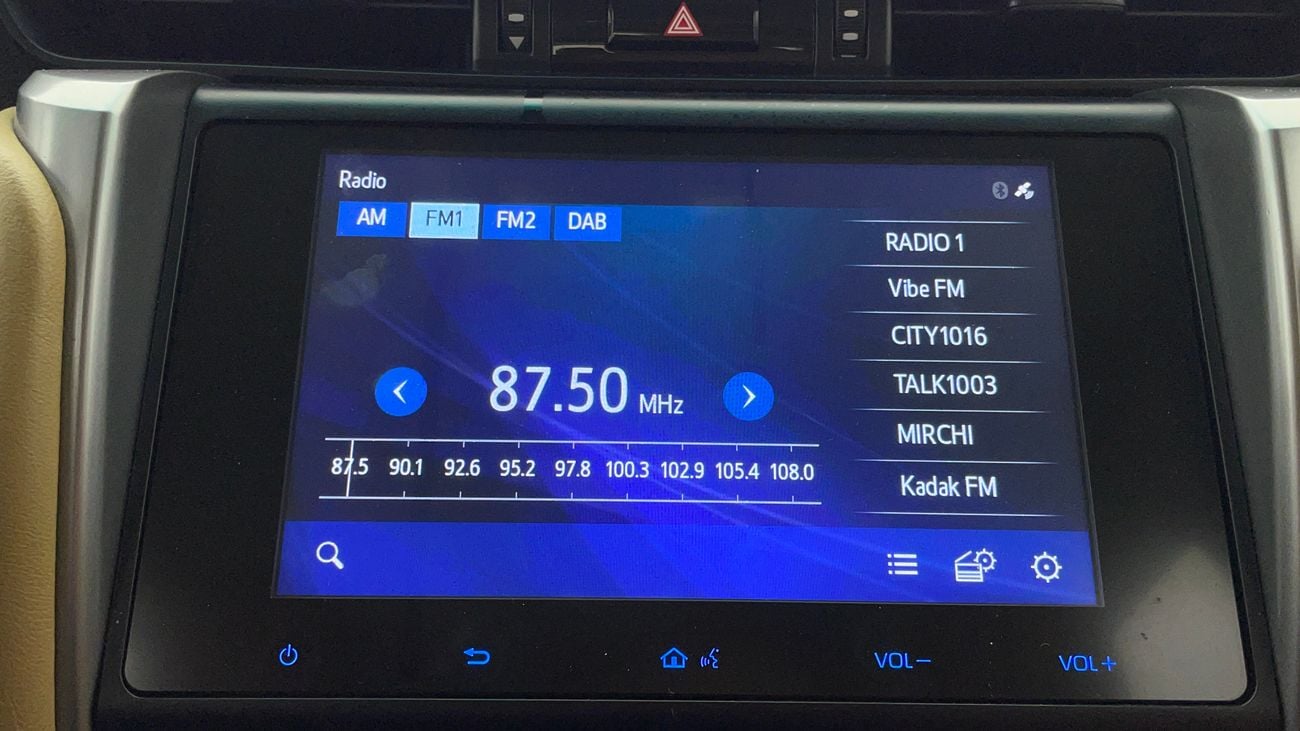 Radio
AM FM1 FM2 DAB
RADIO 1
Vibe FM
CITY1016
TALK1003
MIRCHI
Kadak FM
87.50 MHz
87.5 90.1 92.6 95.2 97.8 100.3 102.9 105.4 108.0
VOL− VOL+